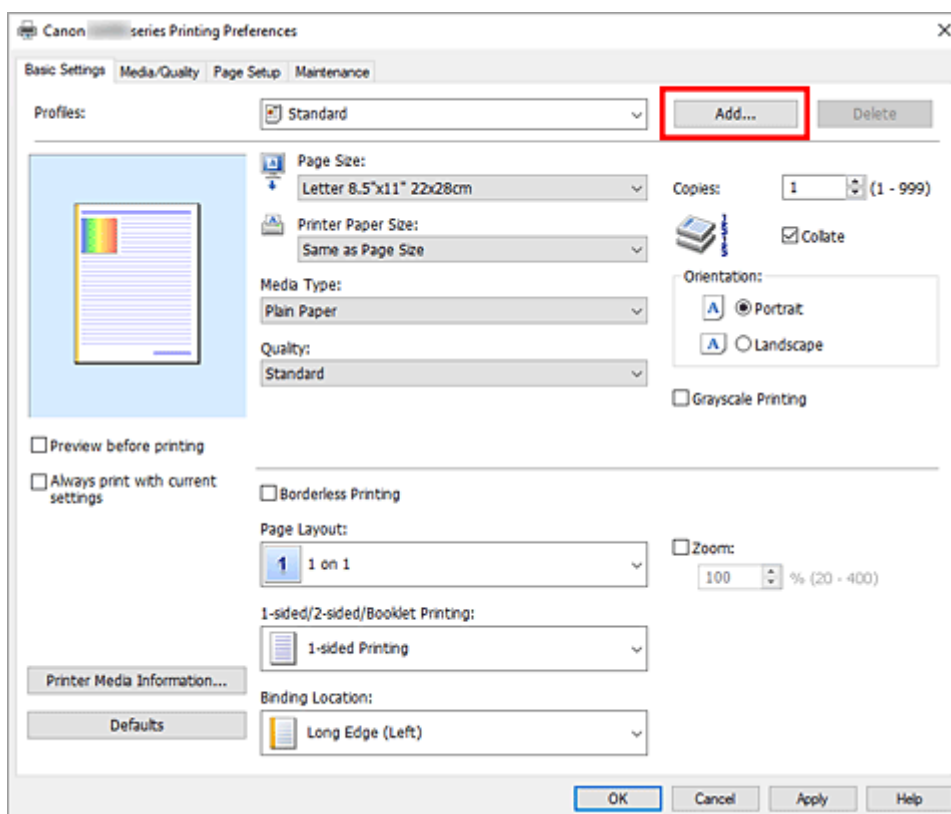 Canon series Printing Preferences
Basic Settings Media/Quality Page Setup Maintenance
Profiles: Standard Add... Delete
Page Size:
Letter 8.5"x11" 22x28cm
Copies: 1 (1 - 999)
Printer Paper Size:
Same as Page Size
Collate
Media Type:
Plain Paper
Orientation:
A Portrait
A Landscape
Quality:
Standard
Grayscale Printing
Preview before printing
Always print with current
settings
Borderless Printing
Page Layout:
1 1 on 1
Zoom:
100 % (20 - 400)
1-sided/2-sided/Booklet Printing:
1-sided Printing
Printer Media Information...
Binding Location:
Defaults
Long Edge (Left)
OK Cancel Apply Help